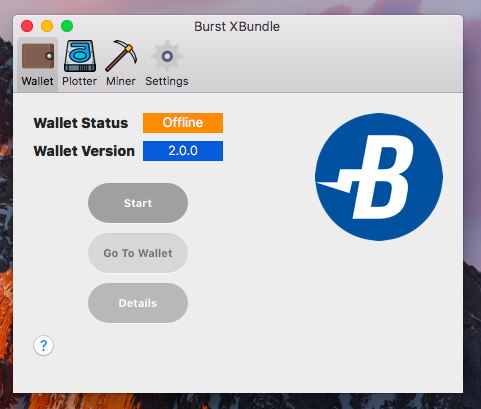 Burst XBundle
Wallet Plotter Miner Settings
Wallet Status Offline
Wallet Version 2.0.0
Start
Go To Wallet
Details
?
B